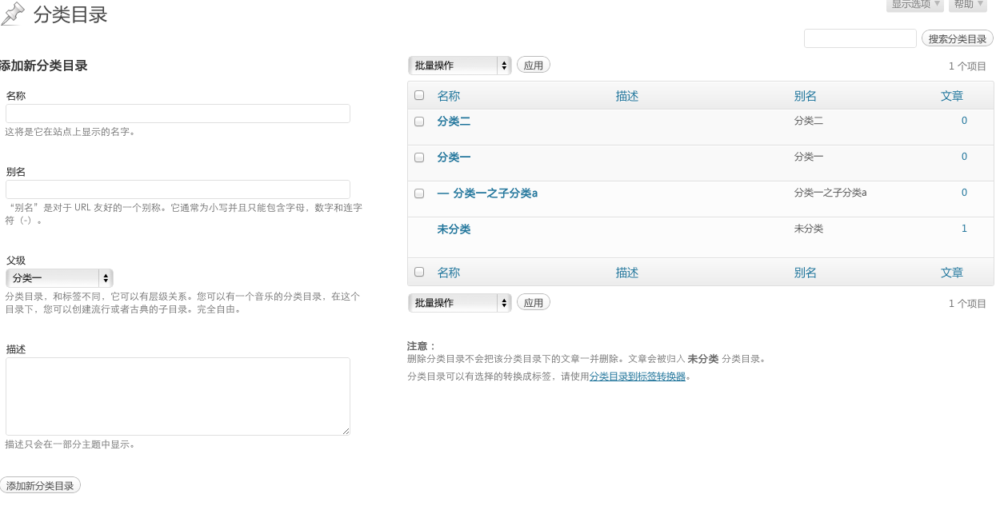 分类目录
显示选项
帮助
搜索分类目录
添加新分类目录
名称
这将是它在站点上显示的名字。
别名
“别名”是对于 URL 友好的一个别称。它通常为小写并且只能包含字母，数字和连字
符（-）。
父级
分类一
分类目录，和标签不同，它可以有层级关系。您可以有一个音乐的分类目录，在这个
目录下，您可以创建流行或者古典的子目录。完全自由。
描述
描述只会在一部分主题中显示。
添加新分类目录
批量操作 应用 1 个项目
名称 描述 别名 文章
分类二 分类二 0
分类一 分类一 0
— 分类一之子分类a 分类一之子分类a 0
未分类 未分类 1
名称 描述 别名 文章
批量操作 应用 1 个项目
注意：
删除分类目录不会把该分类目录下的文章一并删除。文章会被归入 未分类 分类目录。
分类目录可以有选择的转换成标签，请使用分类目录到标签转换器。